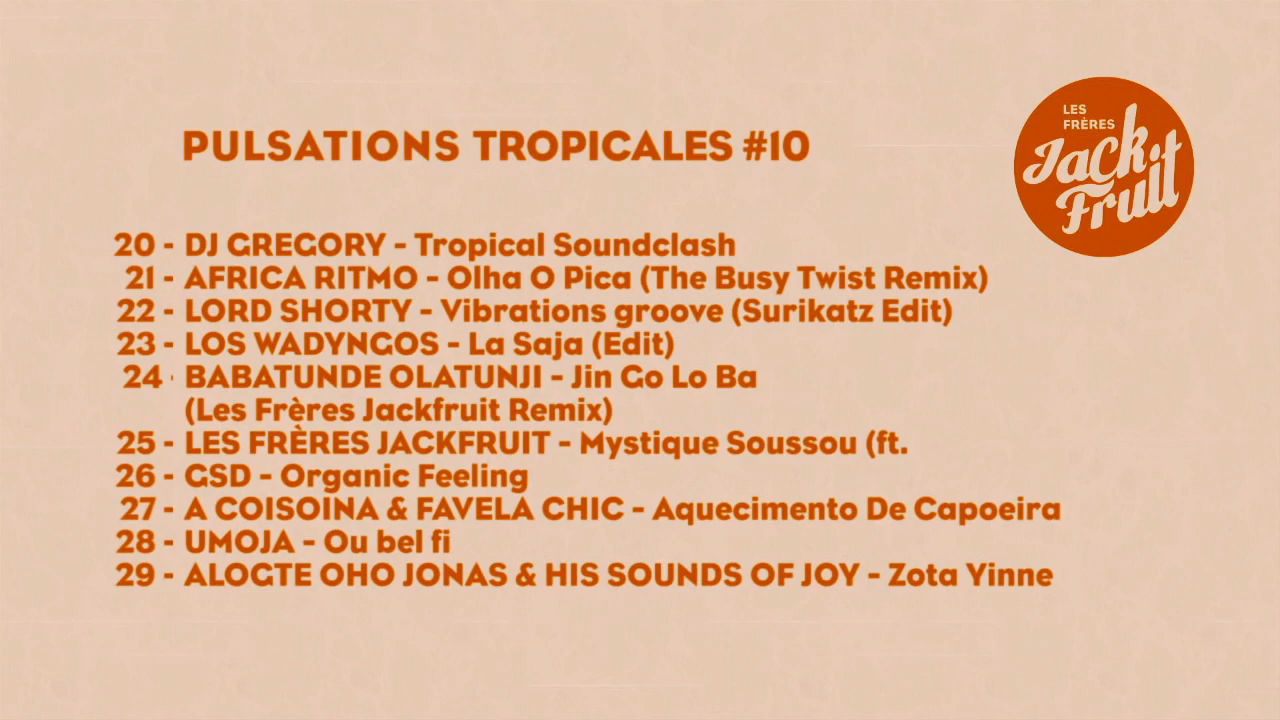 PULSATIONS TROPICALES #10
LES
FRÈRES
Jack
Fruit
20 - DJ GREGORY - Tropical Soundclash
21 - AFRICA RITMO - Olha O Pica (The Busy Twist Remix)
22 - LORD SHORTY - Vibrations groove (Surikatz Edit)
23 - LOS WADYNGOS - La Saja (Edit)
24 · BABATUNDE OLATUNJI - Jin Go Lo Ba
(Les Frères Jackfruit Remix)
25 - LES FRÈRES JACKFRUIT - Mystique Soussou (ft.
26 - GSD - Organic Feeling
27 - A COISOINA & FAVELA CHIC - Aquecimento De Capoeira
28 - UMOJA - Ou bel fi
29 - ALOGTE OHO JONAS & HIS SOUNDS OF JOY - Zota Yinne